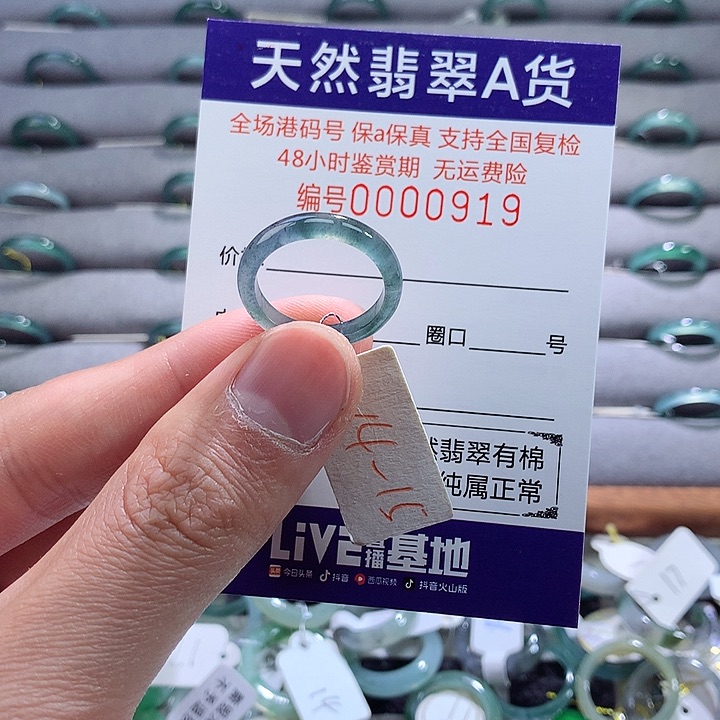 天然翡翠A货
全场港码号 保a保真 支持全国复检
48小时鉴赏期 无运费险
编号0000919
价
圈口 号
然翡翠有棉
纯属正常
LiVE直播基地
今日头条 抖音 西瓜视频 抖音火山版
14